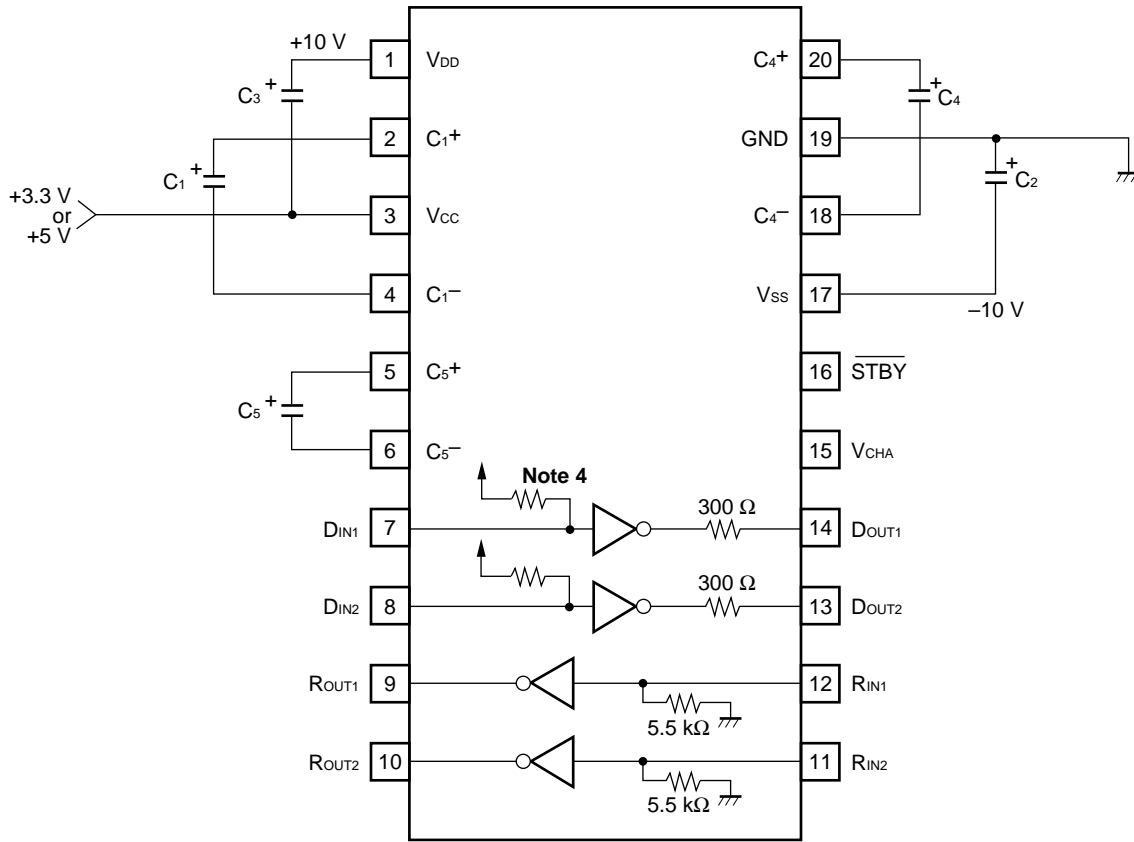 +10 V
1 VDD
C4+ 20
C3 +
+ C4
2 C1+
GND 19
C1 +
+ C2
+3.3 V
or
+5 V
3 VCC
C4– 18
4 C1–
VSS 17
–10 V
5 C5+
STBY 16
C5 +
6 C5–
15 VCHA
Note 4
300 Ω
DIN1 7
14 DOUT1
300 Ω
DIN2 8
13 DOUT2
ROUT1 9
12 RIN1
5.5 kΩ
ROUT2 10
11 RIN2
5.5 kΩ